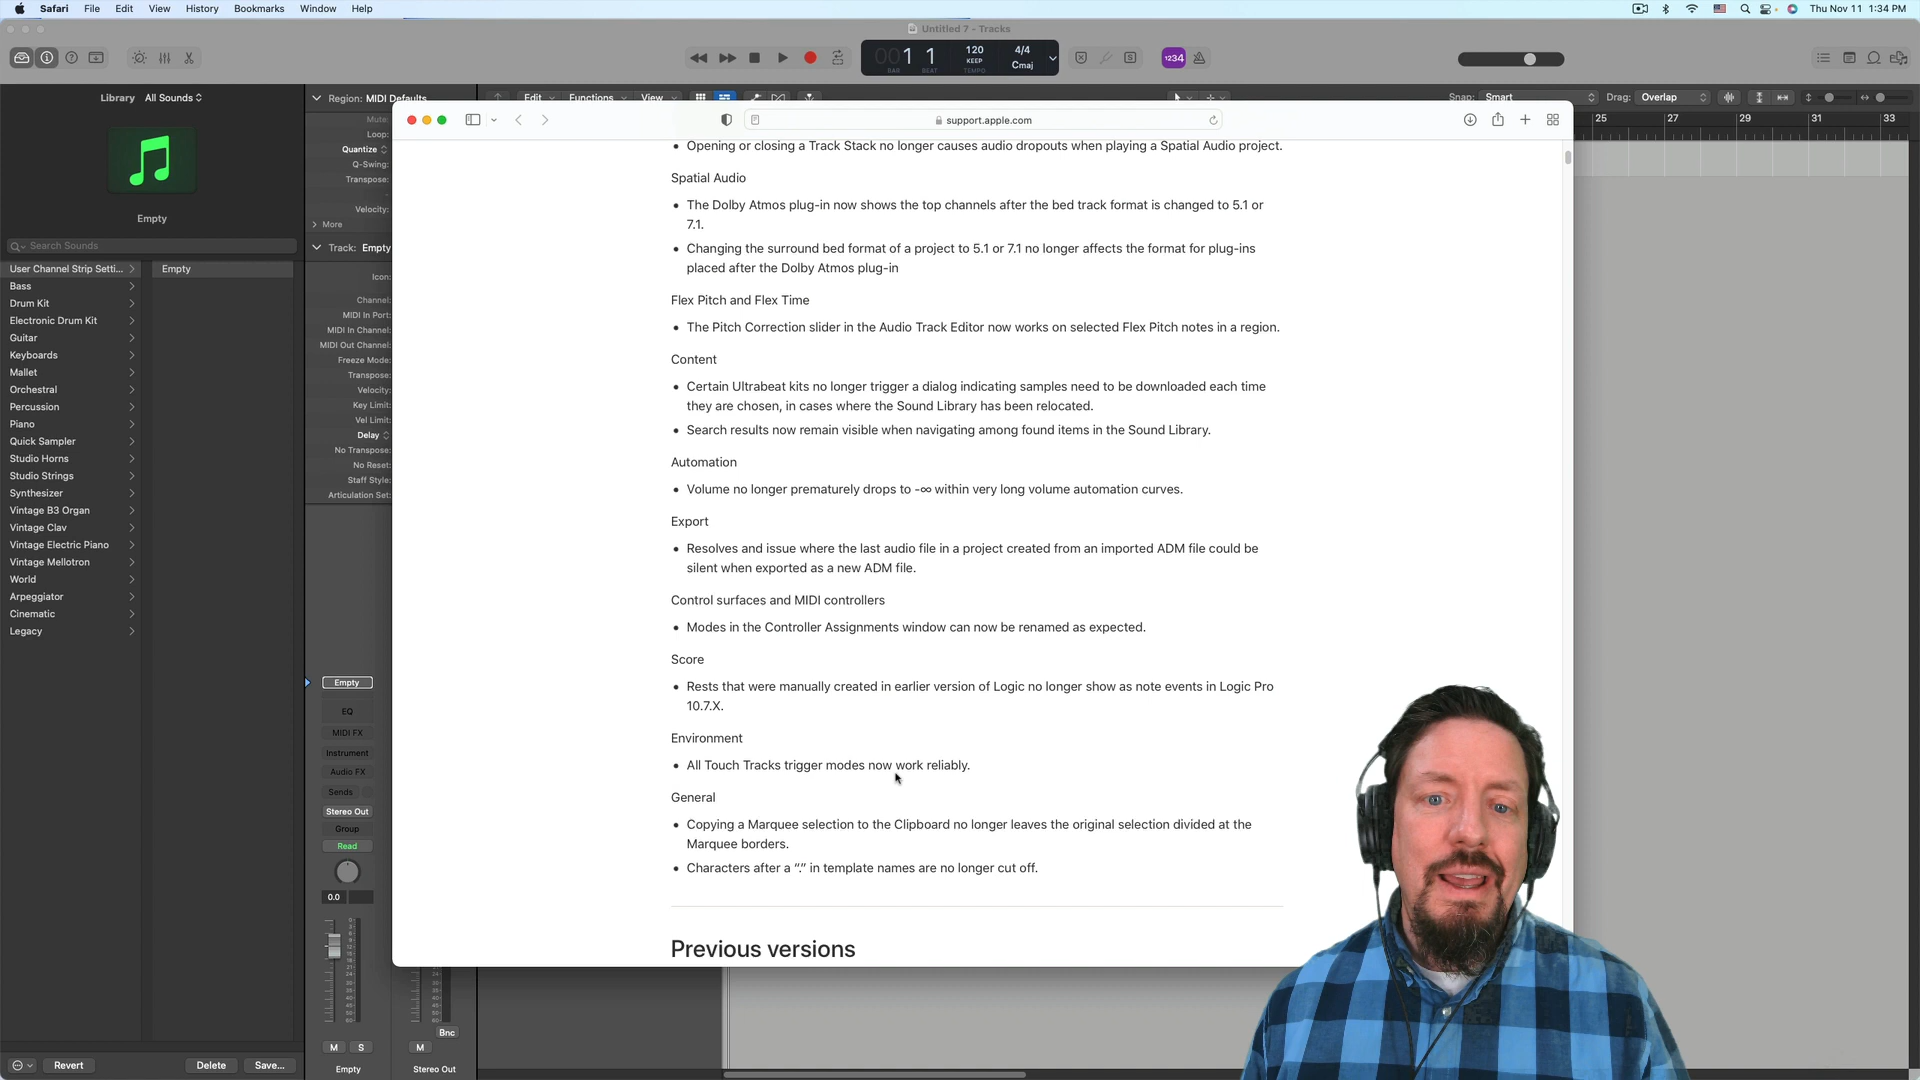 Safari File Edit View History Bookmarks Window Help
Thu Nov 11 1:34 PM
Untitled 7 - Tracks
001 1
BAR BEAT
120
KEEP
TEMPO
4/4
Cmaj
1234
Library All Sounds
Empty
Search Sounds
User Channel Strip Setti...
Bass
Drum Kit
Electronic Drum Kit
Guitar
Keyboards
Mallet
Orchestral
Percussion
Piano
Quick Sampler
Studio Horns
Studio Strings
Synthesizer
Vintage B3 Organ
Vintage Clav
Vintage Electric Piano
Vintage Mellotron
World
Arpeggiator
Cinematic
Legacy
Empty
Revert
Delete
Save...
Region: MIDI Defaults
Mute:
Loop:
Quantize
Q-Swing:
Transpose:
Velocity:
More
Track: Empty
Icon:
Channel:
MIDI In Port:
MIDI In Channel:
MIDI Out Channel:
Freeze Mode:
Transpose:
Velocity:
Key Limit:
Vel Limit:
Delay
No Transpose:
No Reset:
Staff Style:
Articulation Set:
Empty
EQ
MIDI FX
Instrument
Audio FX
Sends
Stereo Out
Group
Read
0.0
Bnc
M S
M
Empty
Stereo Out
Edit Functions View
Snap: Smart
Drag: Overlap
25 27 29 31 33
support.apple.com
• Opening or closing a Track Stack no longer causes audio dropouts when playing a Spatial Audio project.
Spatial Audio
• The Dolby Atmos plug-in now shows the top channels after the bed track format is changed to 5.1 or
7.1.
• Changing the surround bed format of a project to 5.1 or 7.1 no longer affects the format for plug-ins
placed after the Dolby Atmos plug-in
Flex Pitch and Flex Time
• The Pitch Correction slider in the Audio Track Editor now works on selected Flex Pitch notes in a region.
Content
• Certain Ultrabeat kits no longer trigger a dialog indicating samples need to be downloaded each time
they are chosen, in cases where the Sound Library has been relocated.
• Search results now remain visible when navigating among found items in the Sound Library.
Automation
• Volume no longer prematurely drops to -∞ within very long volume automation curves.
Export
• Resolves and issue where the last audio file in a project created from an imported ADM file could be
silent when exported as a new ADM file.
Control surfaces and MIDI controllers
• Modes in the Controller Assignments window can now be renamed as expected.
Score
• Rests that were manually created in earlier version of Logic no longer show as note events in Logic Pro
10.7.X.
Environment
• All Touch Tracks trigger modes now work reliably.
General
• Copying a Marquee selection to the Clipboard no longer leaves the original selection divided at the
Marquee borders.
• Characters after a “.” in template names are no longer cut off.
Previous versions